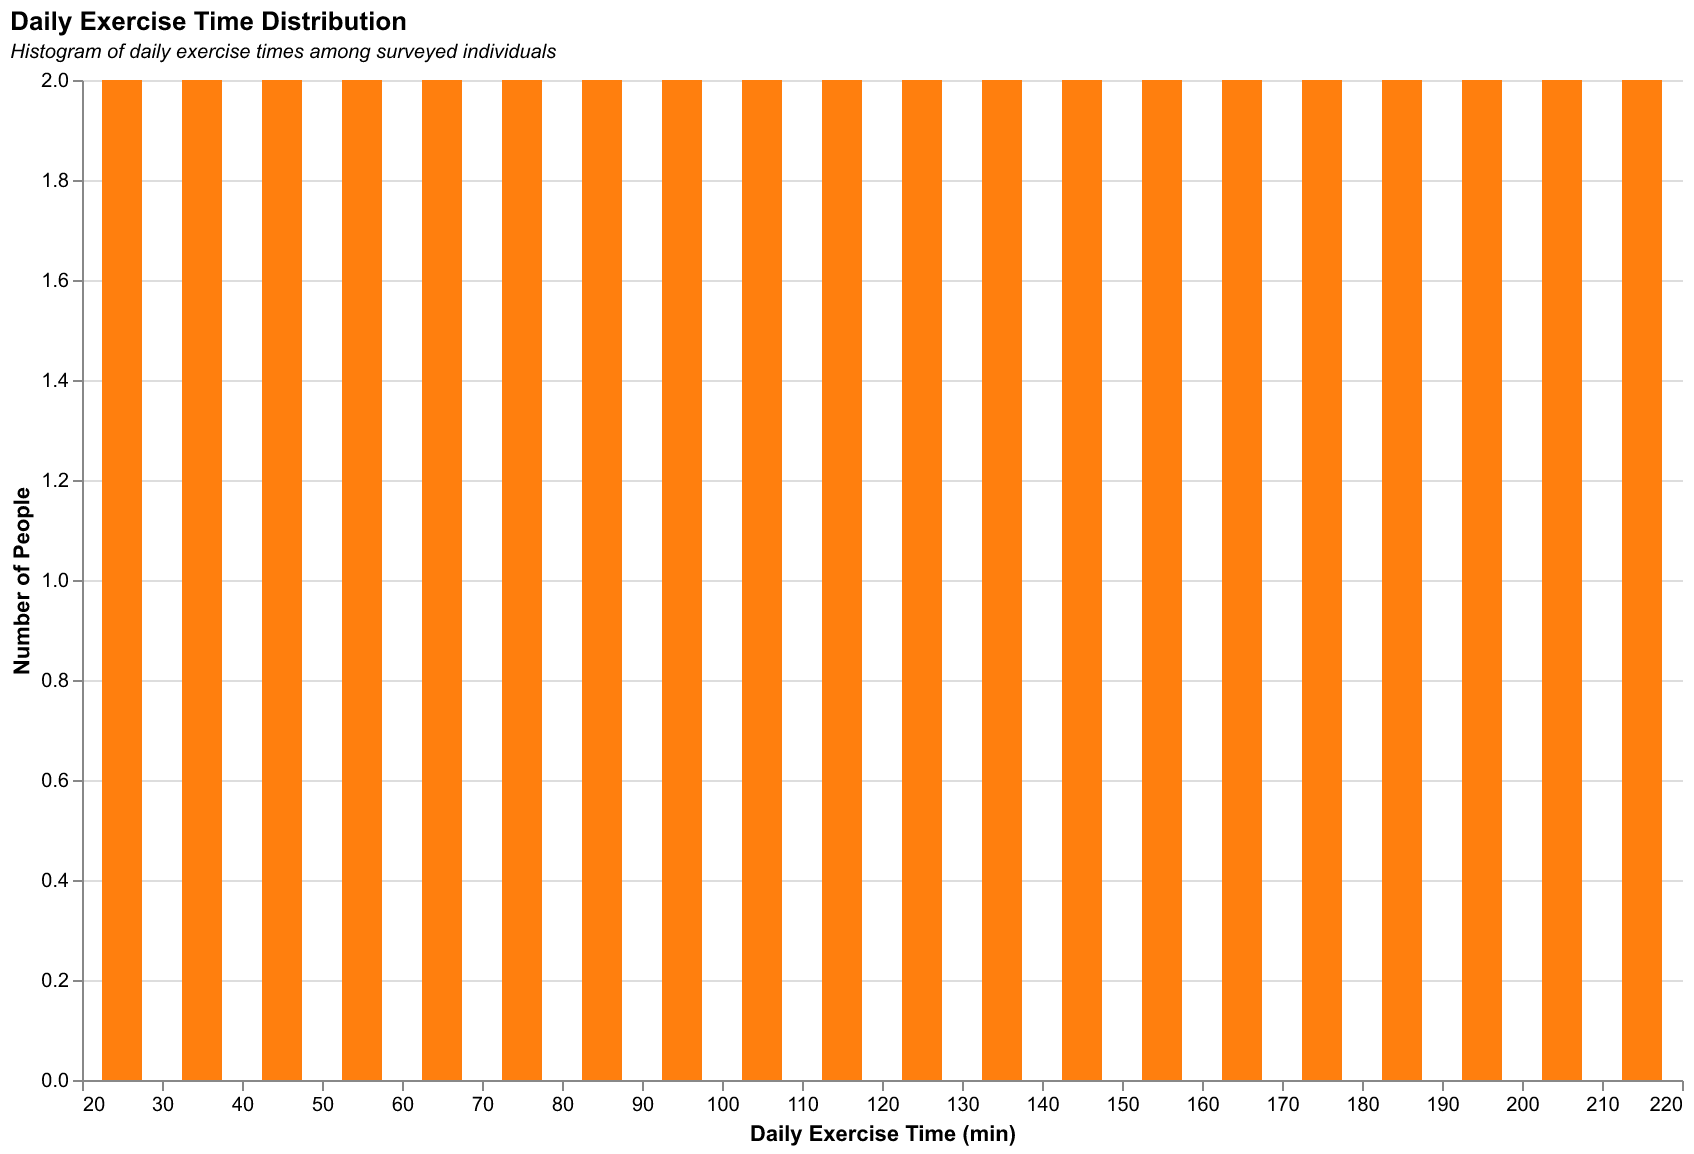 Daily Exercise Time Distribution
Histogram of daily exercise times among surveyed individuals
2.0
1.8
1.6
1.4
1.2
1.0
0.8
0.6
0.4
0.2
0.0
Number of People
20 30 40 50 60 70 80 90 100 110 120 130 140 150 160 170 180 190 200 210 220
Daily Exercise Time (min)